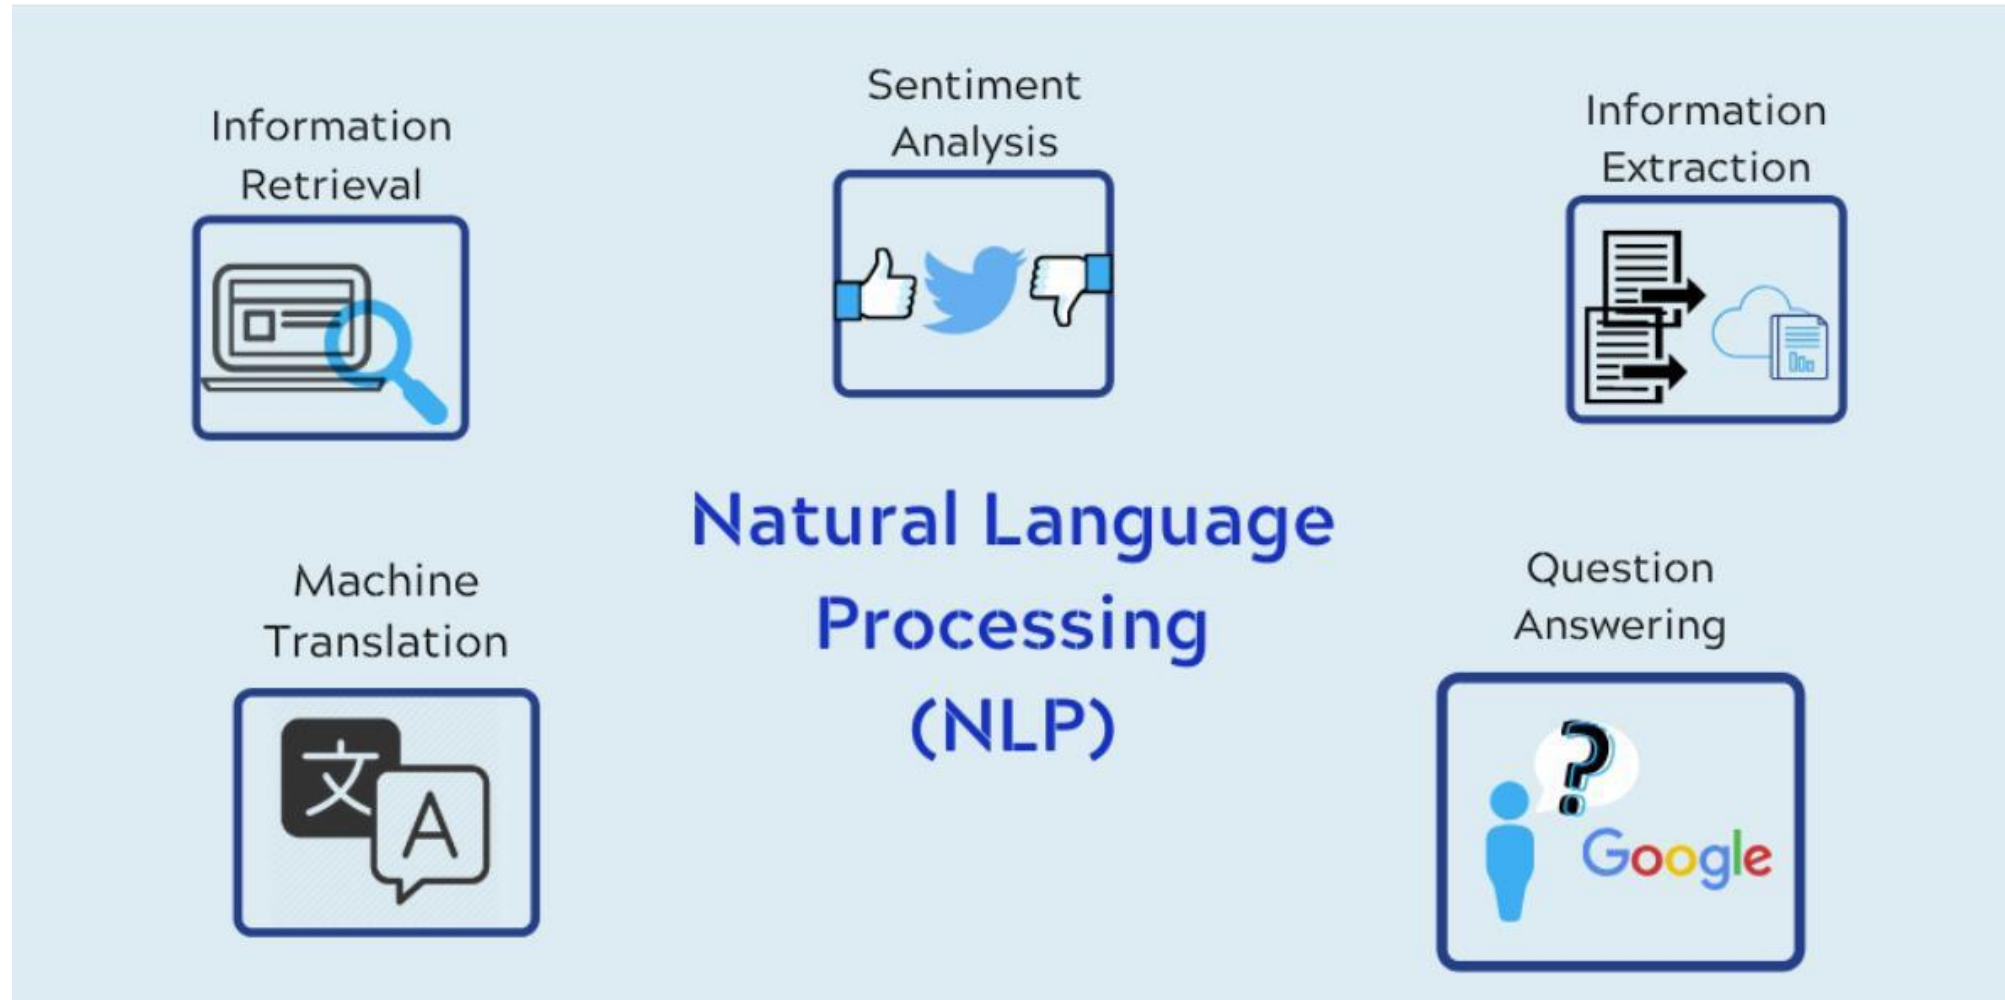 Sentiment
Analysis
Information
Retrieval
Information
Extraction
Natural Language
Processing
(NLP)
Machine
Translation
文
A
Question
Answering
?
Google